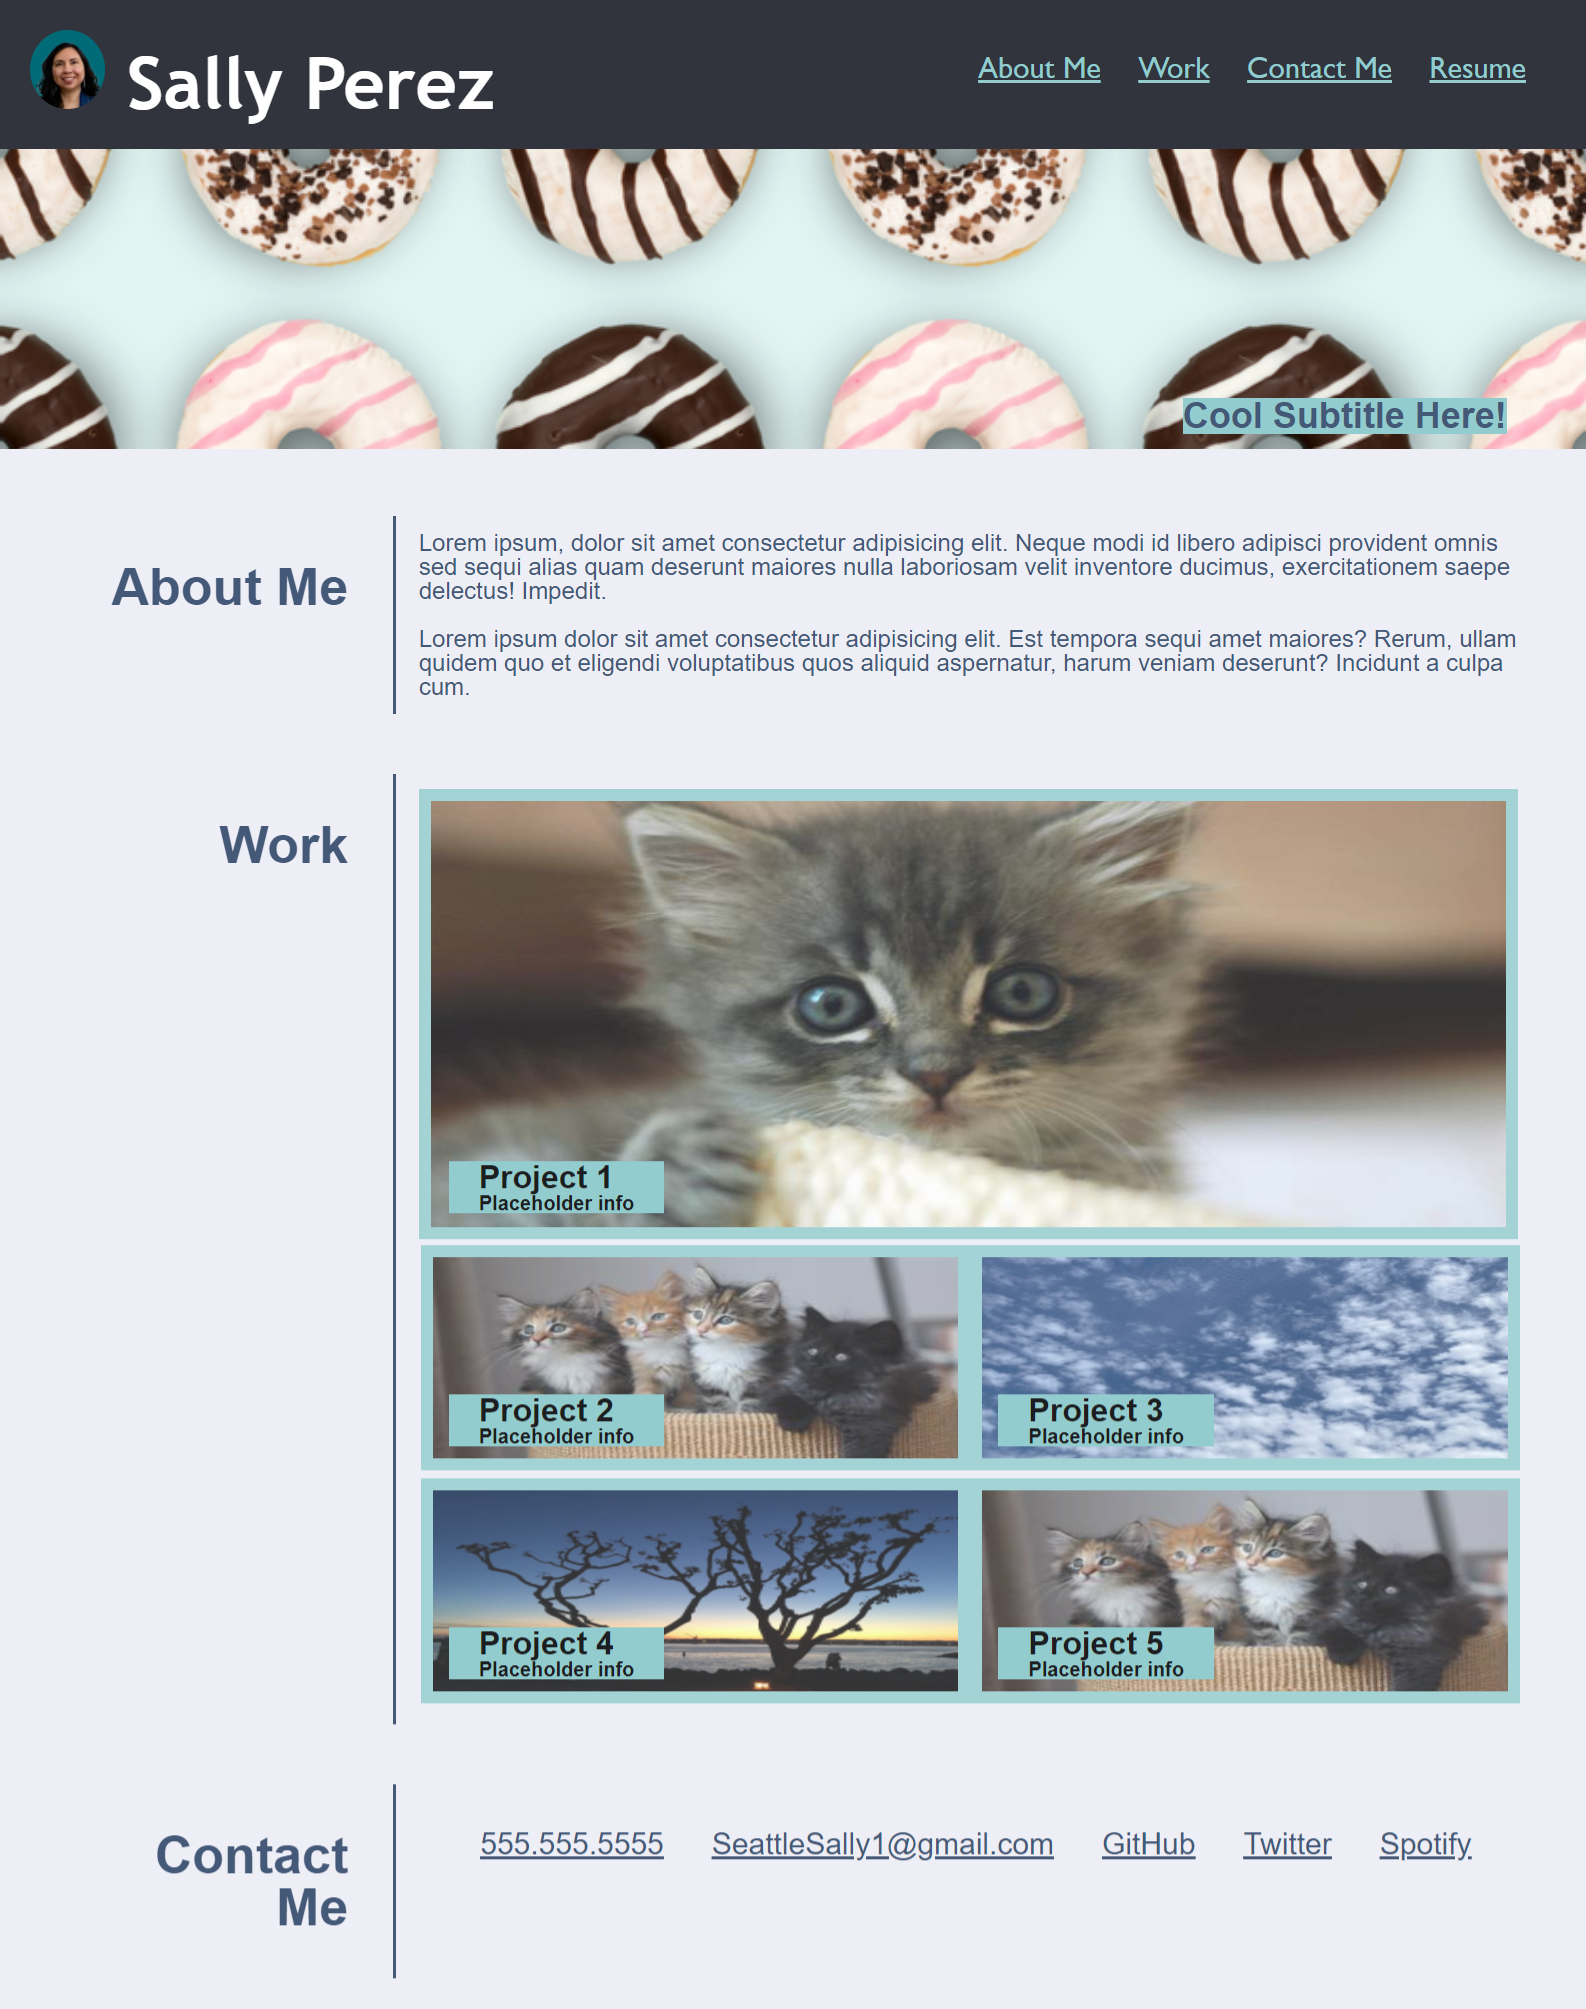 Sally Perez
About Me Work Contact Me Resume
Cool Subtitle Here!
About Me
Lorem ipsum, dolor sit amet consectetur adipisicing elit. Neque modi id libero adipisci provident omnis
sed sequi alias quam deserunt maiores nulla laboriosam velit inventore ducimus, exercitationem saepe
delectus! Impedit.
Lorem ipsum dolor sit amet consectetur adipisicing elit. Est tempora sequi amet maiores? Rerum, ullam
quidem quo et eligendi voluptatibus quos aliquid aspernatur, harum veniam deserunt? Incidunt a culpa
cum.
Work
Project 1
Placeholder info
Project 2
Placeholder info
Project 3
Placeholder info
Project 4
Placeholder info
Project 5
Placeholder info
Contact
Me
555.555.5555 SeattleSally1@gmail.com GitHub Twitter Spotify